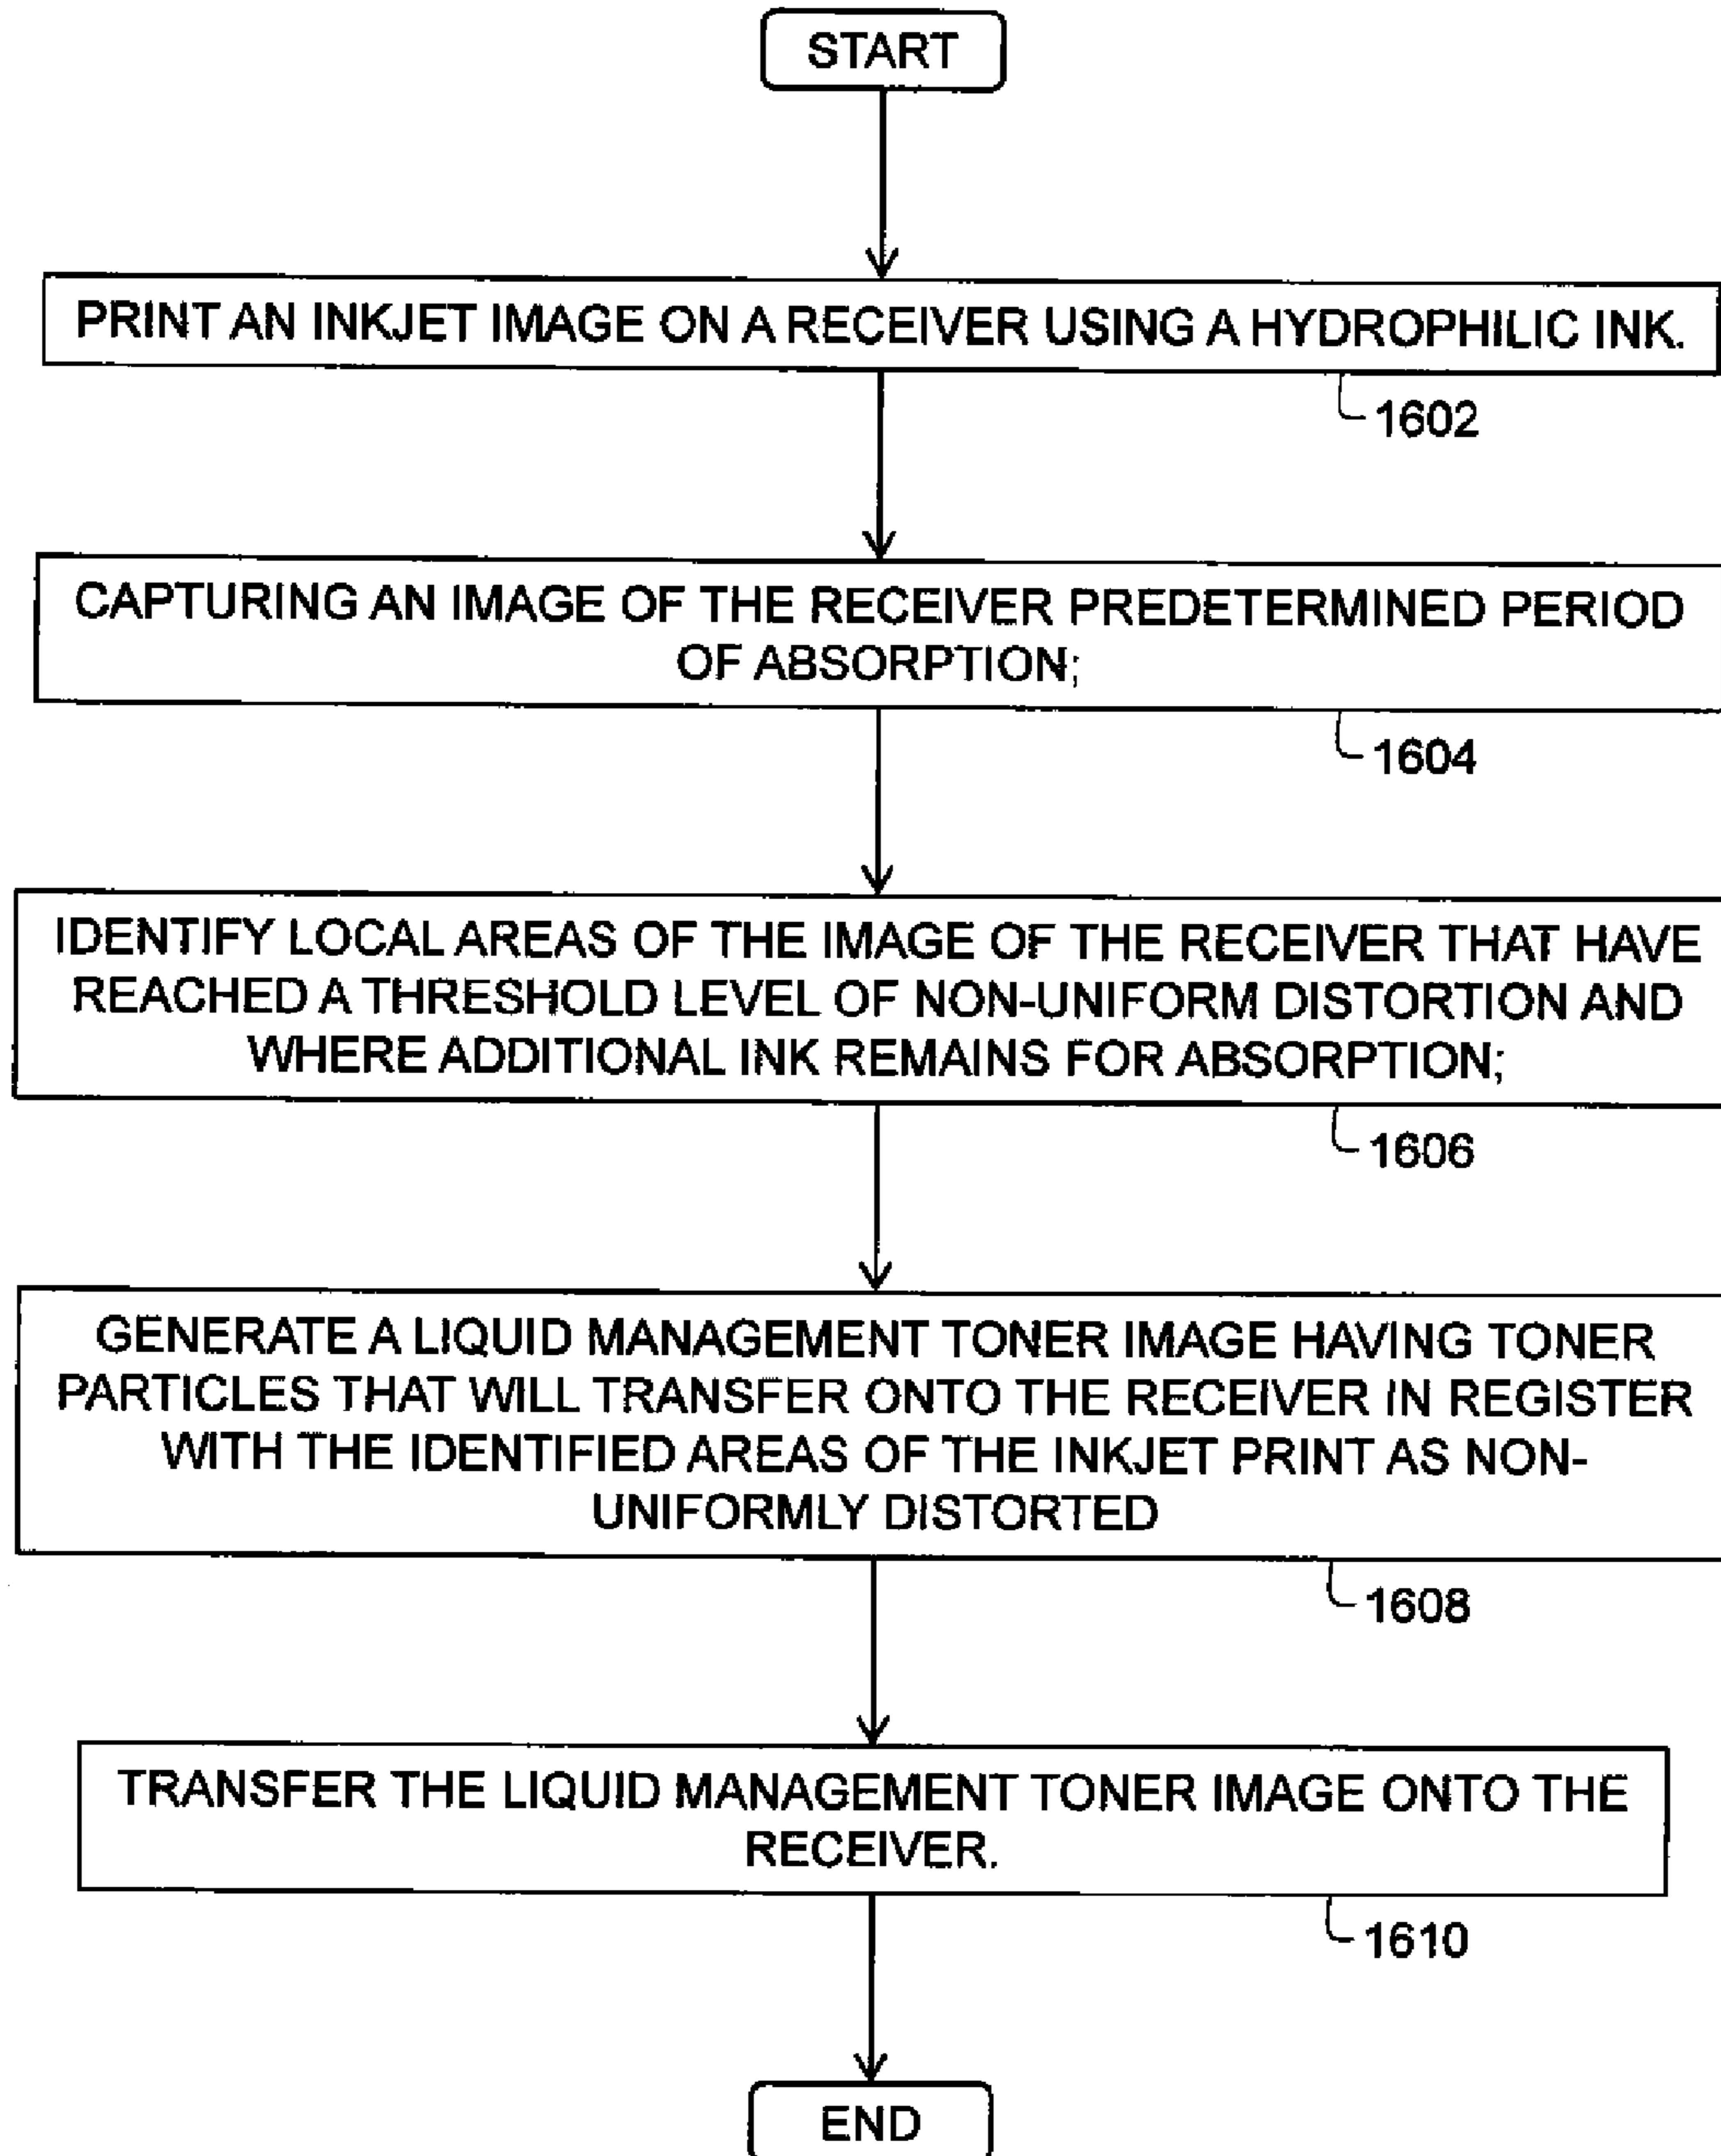 START
PRINT AN INKJET IMAGE ON A RECEIVER USING A HYDROPHILIC INK.
1602
CAPTURING AN IMAGE OF THE RECEIVER PREDETERMINED PERIOD
OF ABSORPTION;
1604
IDENTIFY LOCAL AREAS OF THE IMAGE OF THE RECEIVER THAT HAVE
REACHED A THRESHOLD LEVEL OF NON-UNIFORM DISTORTION AND
WHERE ADDITIONAL INK REMAINS FOR ABSORPTION;
1606
GENERATE A LIQUID MANAGEMENT TONER IMAGE HAVING TONER
PARTICLES THAT WILL TRANSFER ONTO THE RECEIVER IN REGISTER
WITH THE IDENTIFIED AREAS OF THE INKJET PRINT AS NON-
UNIFORMLY DISTORTED
1608
TRANSFER THE LIQUID MANAGEMENT TONER IMAGE ONTO THE
RECEIVER.
1610
END